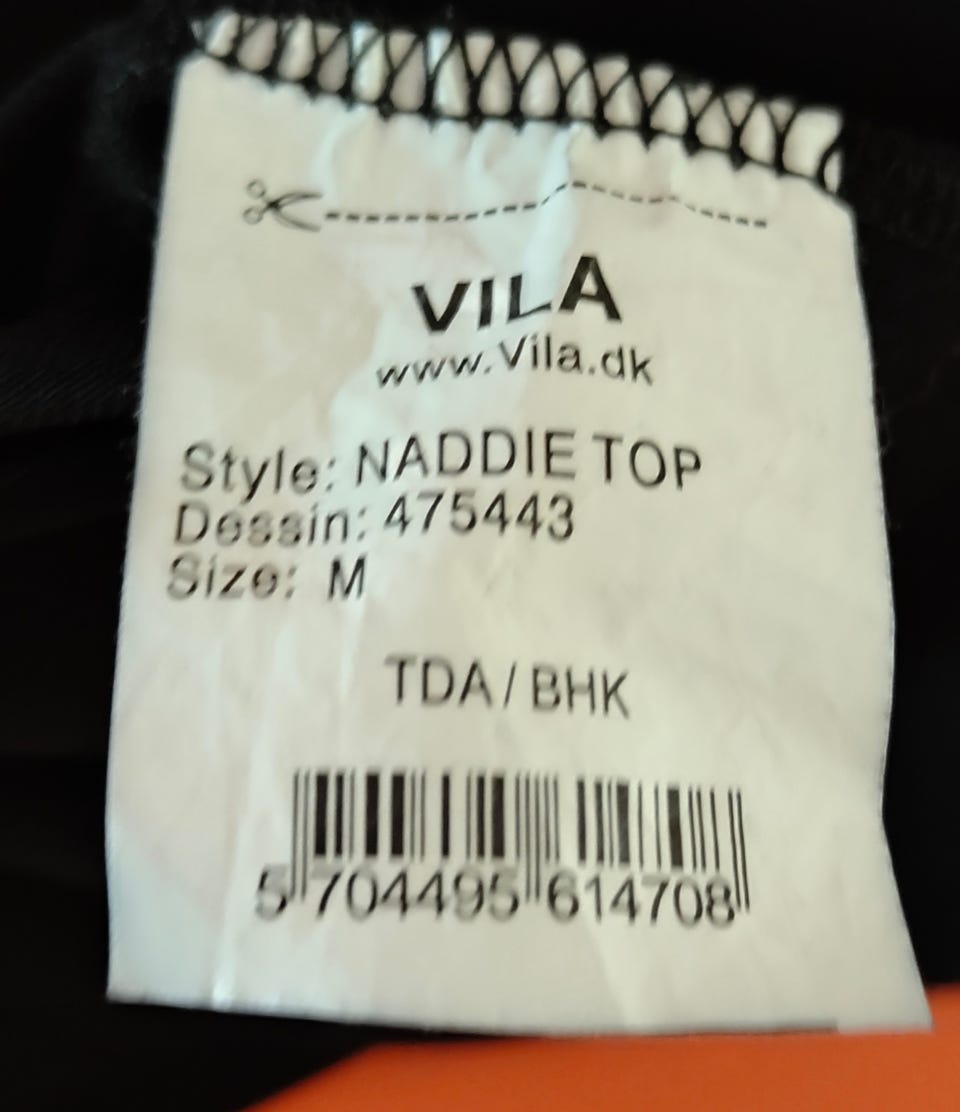 VILA
www.Vila.dk
Style: NADDIE TOP
Dessin: 475443
Size: M
TDA / BHK
5 704495 614708